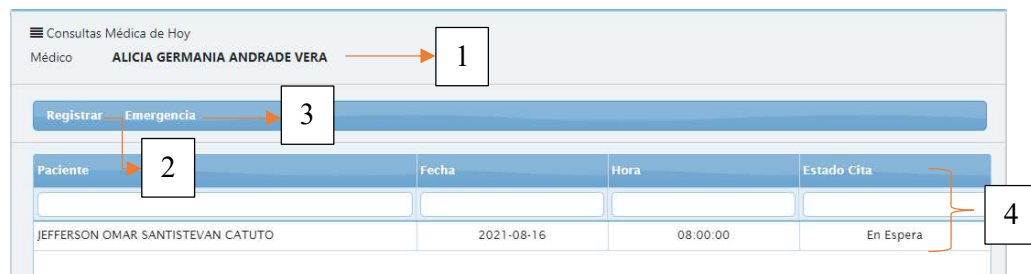 Consultas Médica de Hoy
Médico ALICIA GERMANIA ANDRADE VERA 1
Registrar Emergencia 3
2
Paciente Fecha Hora Estado Cita
4
JEFFERSON OMAR SANTISTEVAN CATUTO 2021-08-16 08:00:00 En Espera